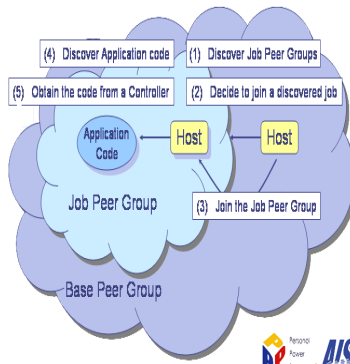 (4) Discover Application code
(1) Discover Job Peer Groups
(5) Obtain the code from a Controller
(2) Decide to join a discovered job
Application
Code
Host
Host
Job Peer Group
(3) Join the Job Peer Group
Base Peer Group
Personal
Power